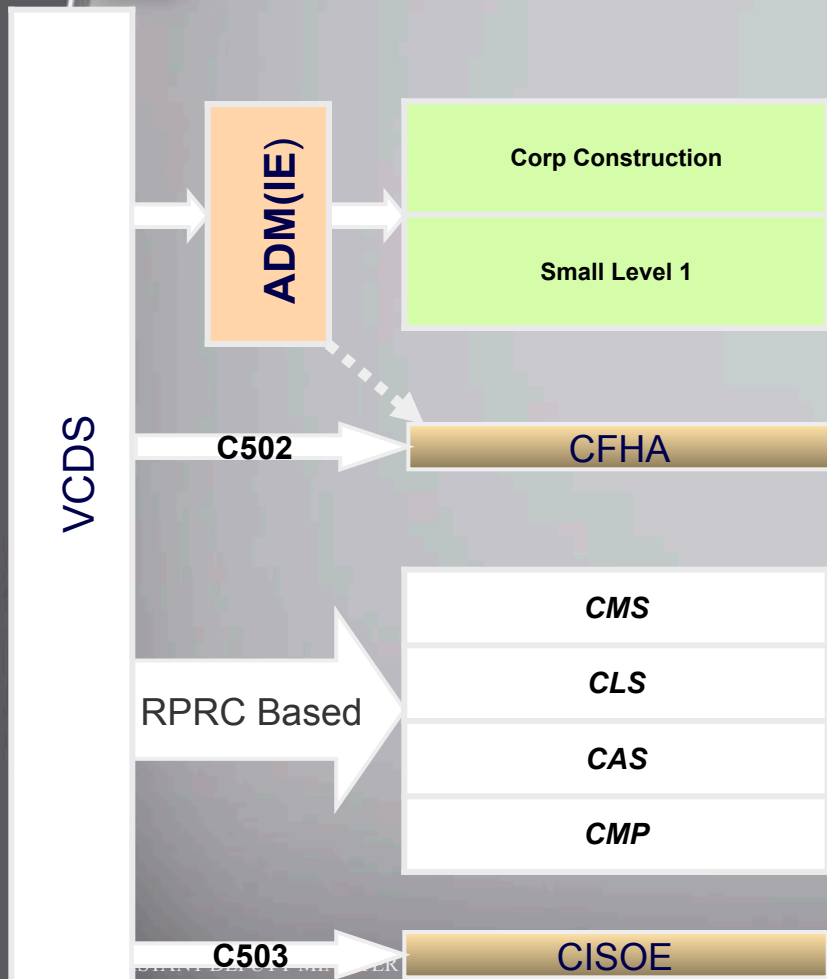 VCDS
ADM(IE)
Corp Construction
Small Level 1
C502
CFHA
RPRC Based
CMS
CLS
CAS
CMP
C503
CISOE